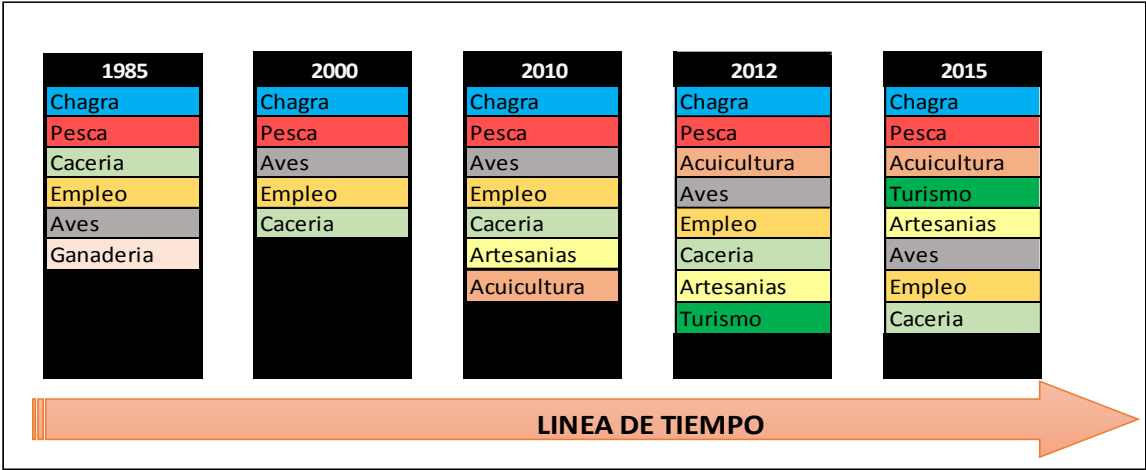 1985
Chagra
Pesca
Caceria
Empleo
Aves
Ganaderia
2000
Chagra
Pesca
Aves
Empleo
Caceria
2010
Chagra
Pesca
Aves
Empleo
Caceria
Artesanias
Acuicultura
2012
Chagra
Pesca
Acuicultura
Aves
Empleo
Caceria
Artesanias
Turismo
2015
Chagra
Pesca
Acuicultura
Turismo
Artesanias
Aves
Empleo
Caceria
LINEA DE TIEMPO